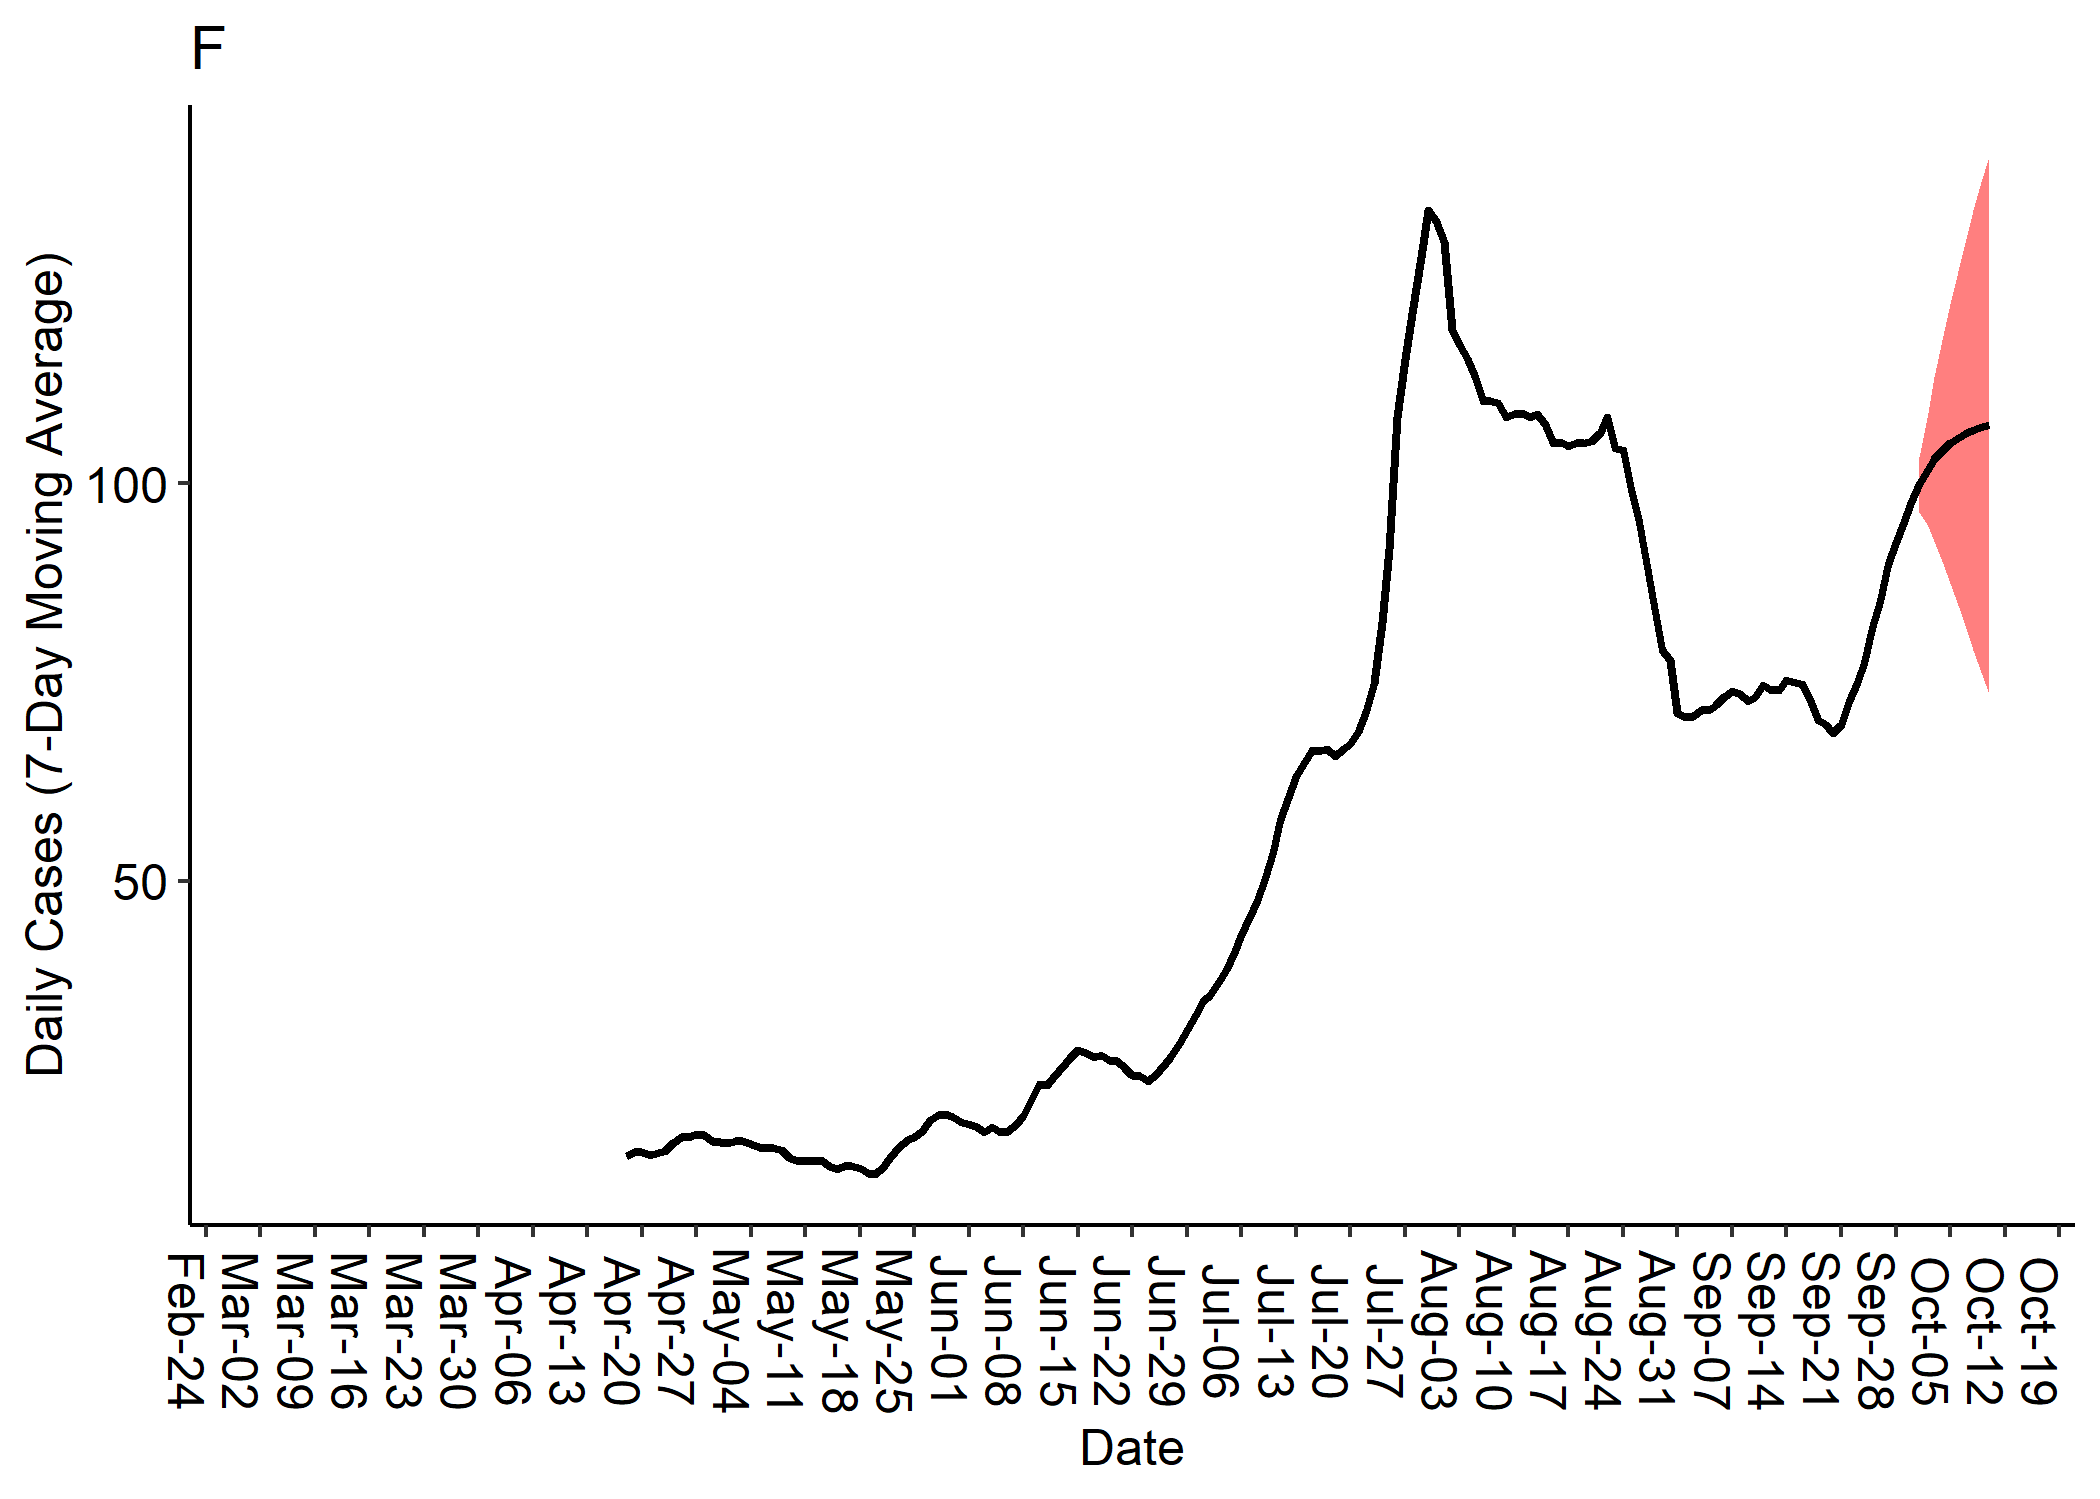 F
Daily Cases (7-Day Moving Average)
100
50
Feb-24
Mar-02
Mar-09
Mar-16
Mar-23
Mar-30
Apr-06
Apr-13
Apr-20
Apr-27
May-04
May-11
May-18
May-25
Jun-01
Jun-08
Jun-15
Jun-22
Jun-29
Jul-06
Jul-13
Jul-20
Jul-27
Aug-03
Aug-10
Aug-17
Aug-24
Aug-31
Sep-07
Sep-14
Sep-21
Sep-28
Oct-05
Oct-12
Oct-19
Date